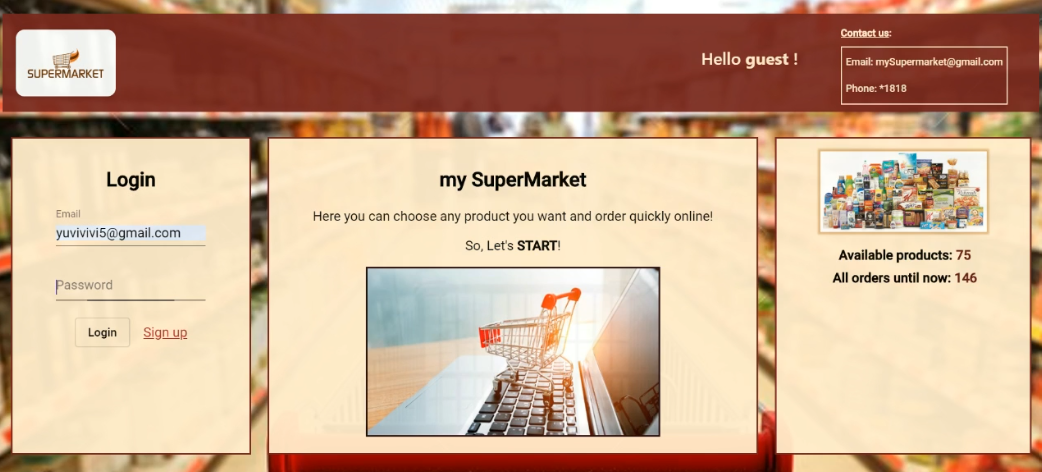 SUPERMARKET
Hello guest !
Contact us:
Email: mySupermarket@gmail.com
Phone: *1818
Login
Email
yuvivivi5@gmail.com
Password
Login Sign up
my SuperMarket
Here you can choose any product you want and order quickly online!
So, Let's START!
Available products: 75
All orders until now: 146